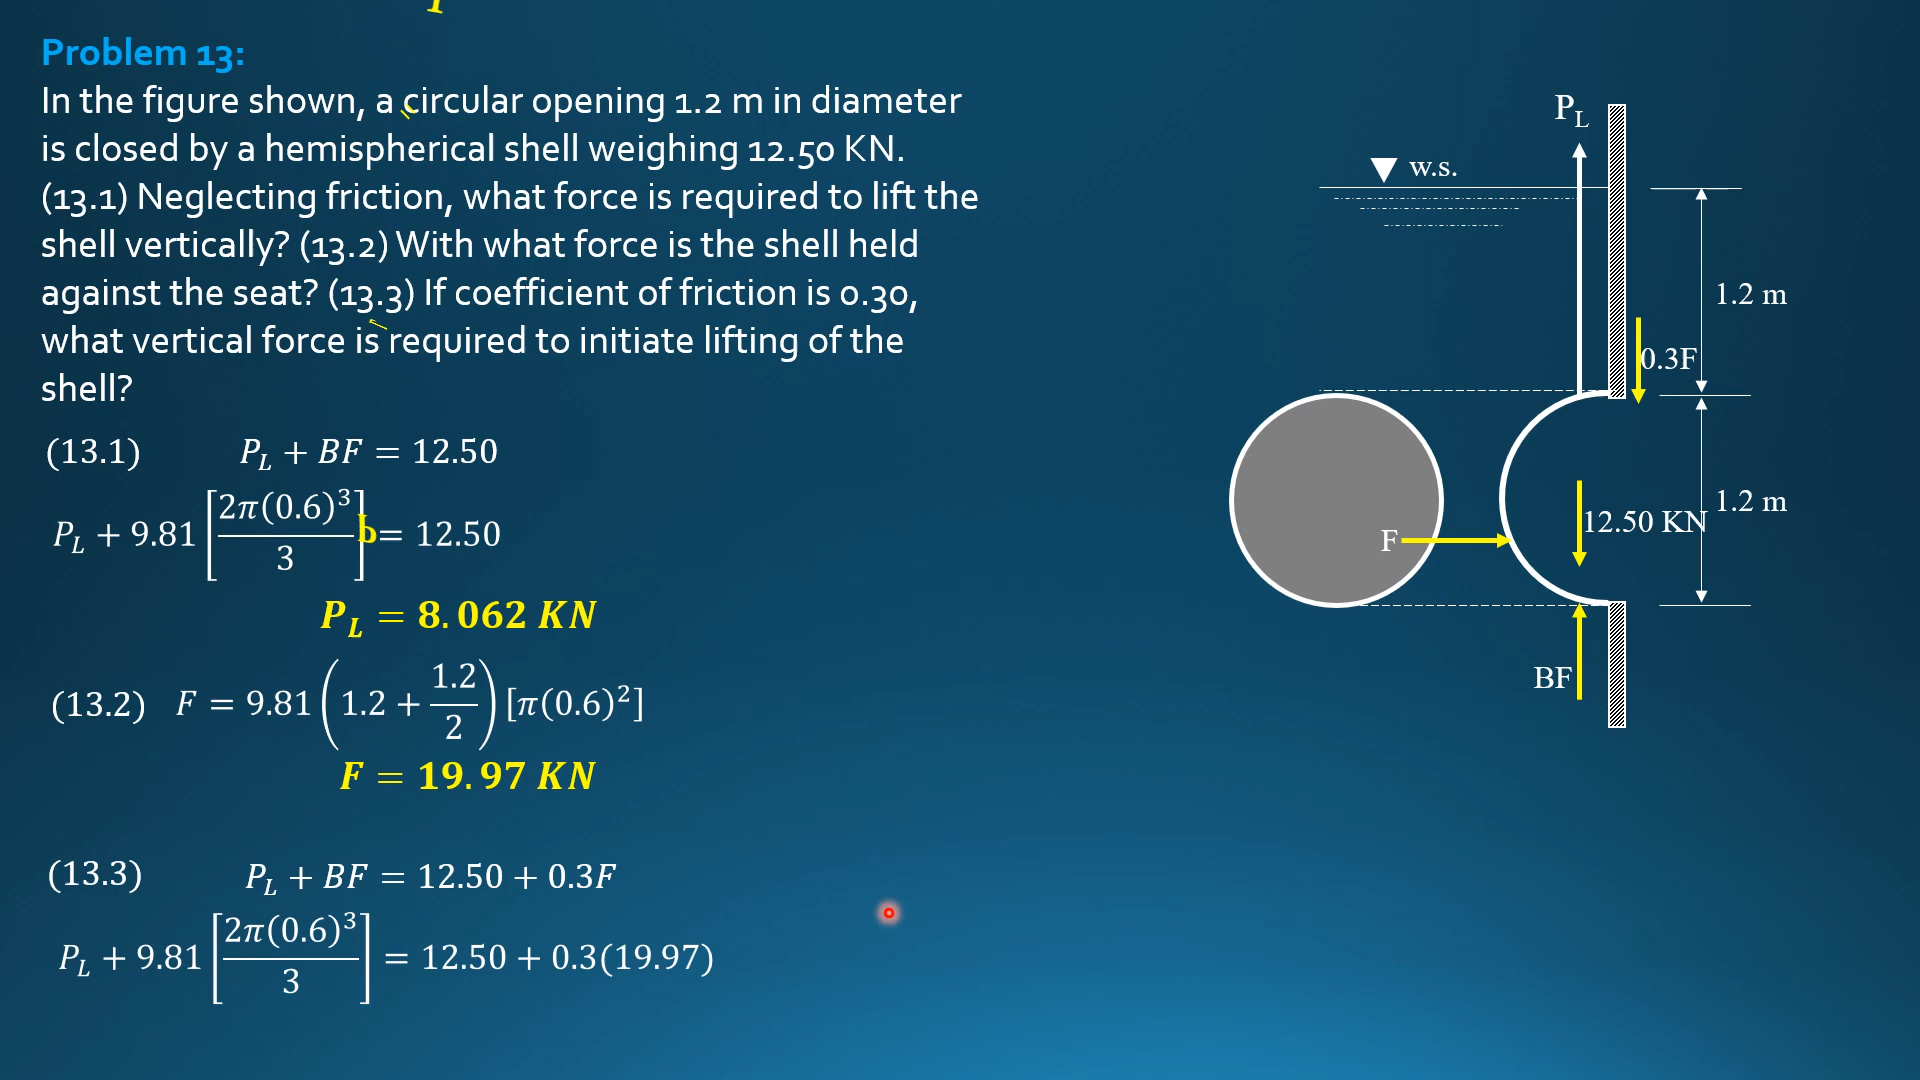 Problem 13:
In the figure shown, a circular opening 1.2 m in diameter
is closed by a hemispherical shell weighing 12.50 KN.
(13.1) Neglecting friction, what force is required to lift the
shell vertically? (13.2) With what force is the shell held
against the seat? (13.3) If coefficient of friction is 0.30,
what vertical force is required to initiate lifting of the
shell?
(13.1) P_L + BF = 12.50
P_L + 9.81 [2π(0.6)³/3] = 12.50
b
P_L = 8.062 KN
(13.2) F = 9.81 (1.2 + 1.2/2) [π(0.6)²]
F = 19.97 KN
(13.3) P_L + BF = 12.50 + 0.3F
P_L + 9.81 [2π(0.6)³/3] = 12.50 + 0.3(19.97)
P_L
w.s.
1.2 m
0.3F
12.50 KN
1.2 m
F
BF